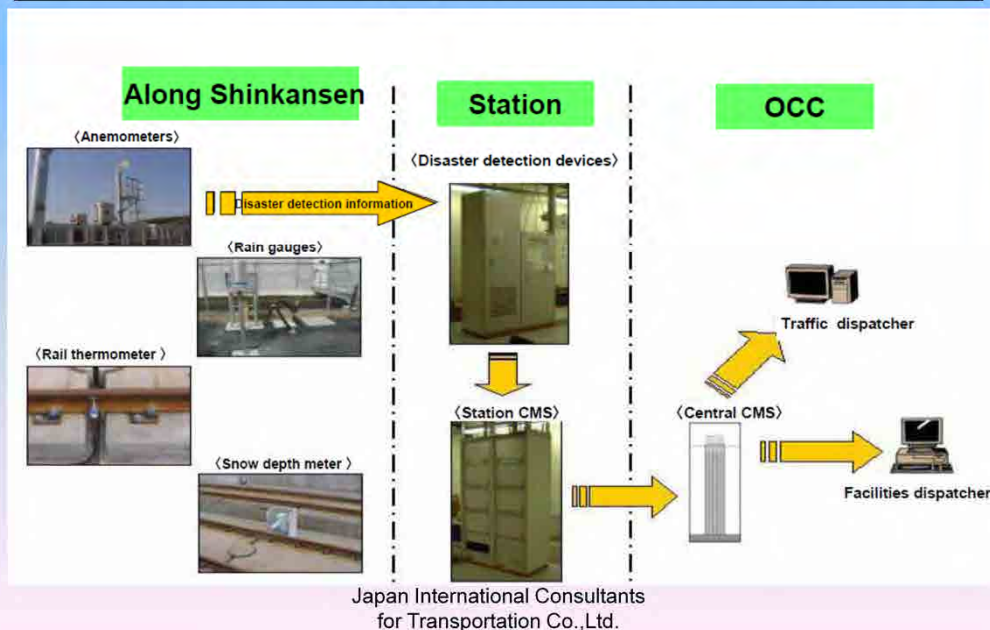 Along Shinkansen
Station
OCC
〈Anemometers〉
Disaster detection information
〈Disaster detection devices〉
〈Rain gauges〉
Traffic dispatcher
〈Rail thermometer 〉
〈Station CMS〉
〈Central CMS〉
〈Snow depth meter 〉
Facilities dispatcher
Japan International Consultants
for Transportation Co.,Ltd.